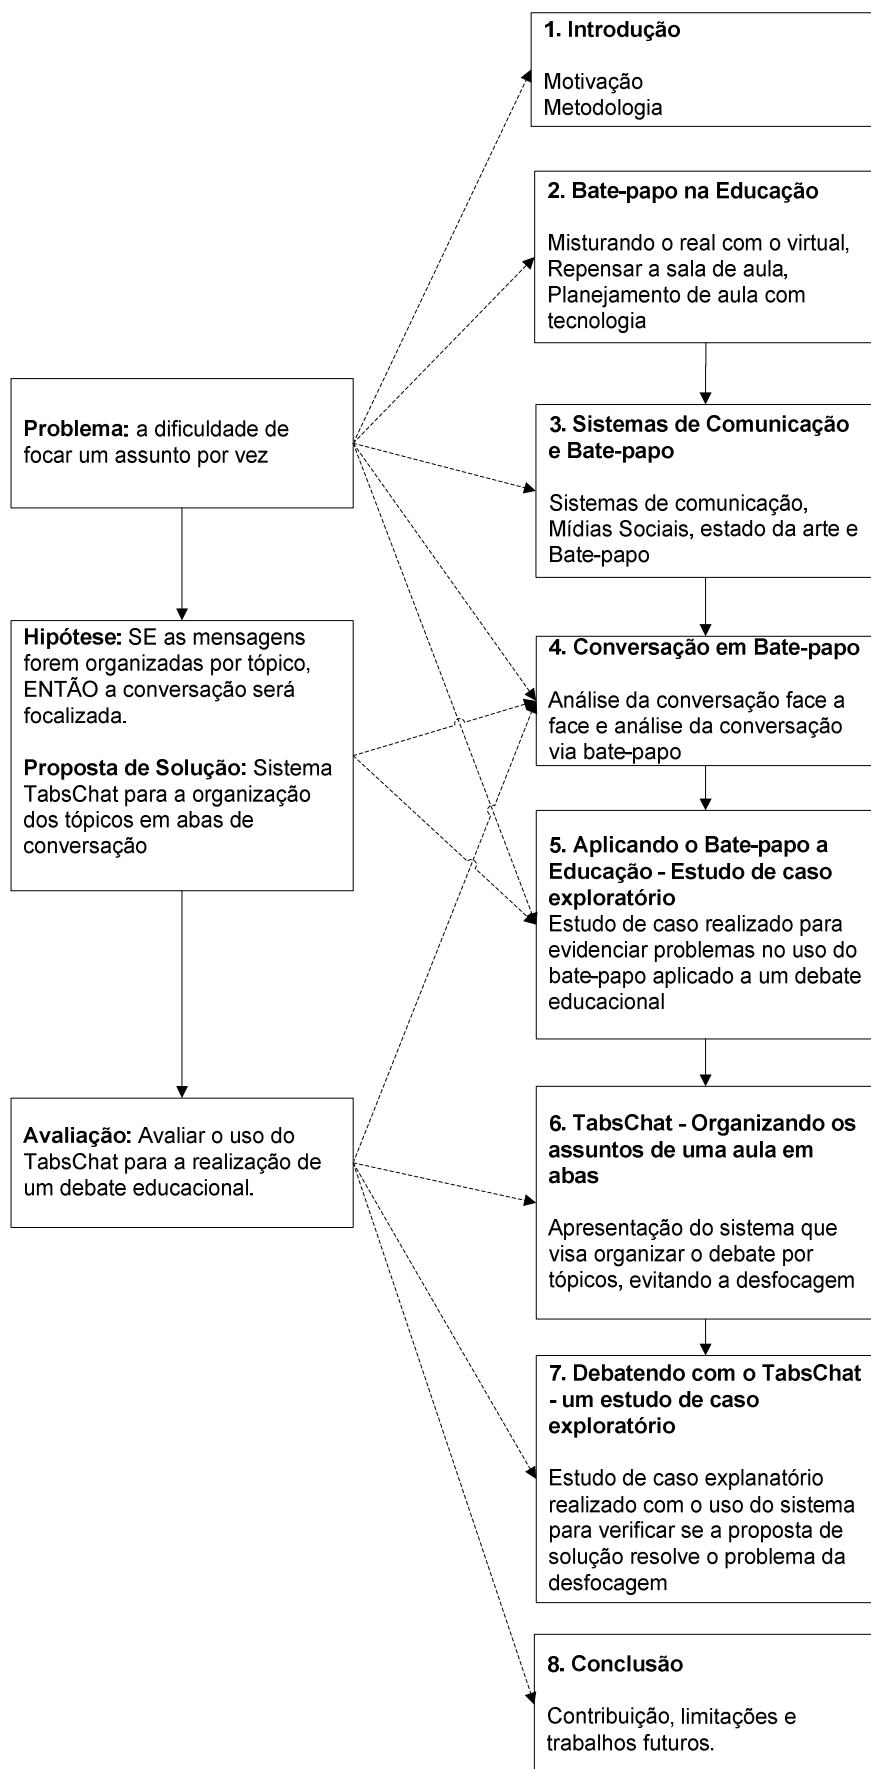 1. Introdução
Motivação
Metodologia
2. Bate-papo na Educação
Misturando o real com o virtual,
Repensar a sala de aula,
Planejamento de aula com
tecnologia
Problema: a dificuldade de
focar um assunto por vez
3. Sistemas de Comunicação
e Bate-papo
Sistemas de comunicação,
Mídias Sociais, estado da arte e
Bate-papo
Hipótese: SE as mensagens
forem organizadas por tópico,
ENTÃO a conversação será
focalizada.
Proposta de Solução: Sistema
TabsChat para a organização
dos tópicos em abas de
conversação
4. Conversação em Bate-papo
Análise da conversação face a
face e análise da conversação
via bate-papo
5. Aplicando o Bate-papo a
Educação - Estudo de caso
exploratório
Estudo de caso realizado para
evidenciar problemas no uso do
bate-papo aplicado a um debate
educacional
Avaliação: Avaliar o uso do
TabsChat para a realização de
um debate educacional.
6. TabsChat - Organizando os
assuntos de uma aula em
abas
Apresentação do sistema que
visa organizar o debate por
tópicos, evitando a desfocagem
7. Debatendo com o TabsChat
- um estudo de caso
exploratório
Estudo de caso explanatório
realizado com o uso do sistema
para verificar se a proposta de
solução resolve o problema da
desfocagem
8. Conclusão
Contribuição, limitações e
trabalhos futuros.